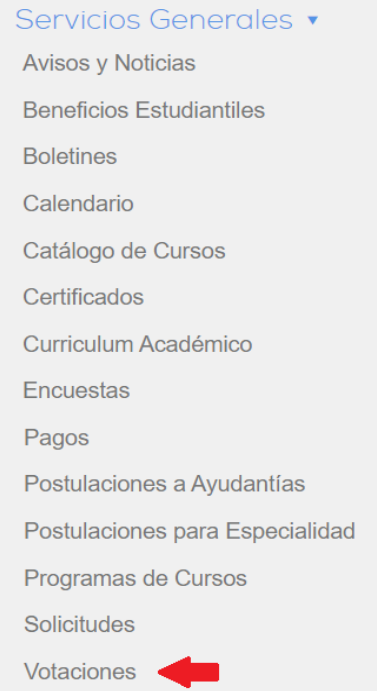 Servicios Generales
Avisos y Noticias
Beneficios Estudiantiles
Boletines
Calendario
Catálogo de Cursos
Certificados
Curriculum Académico
Encuestas
Pagos
Postulaciones a Ayudantías
Postulaciones para Especialidad
Programas de Cursos
Solicitudes
Votaciones